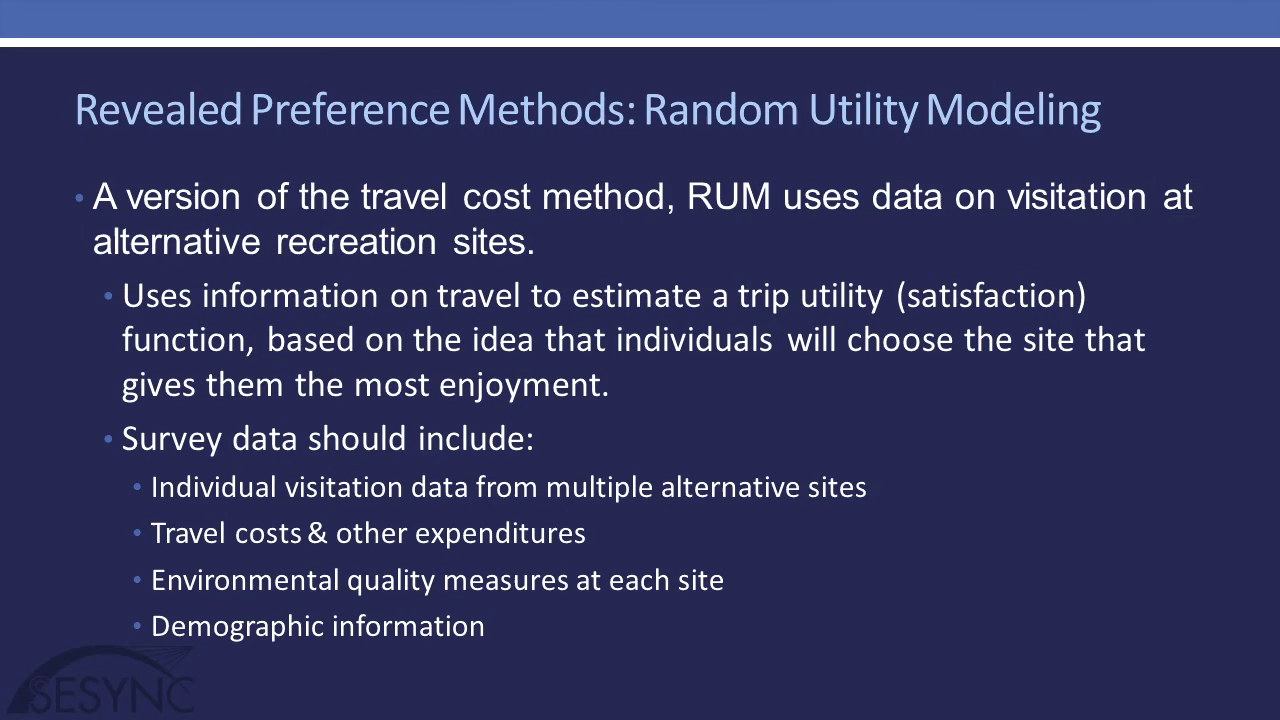 Revealed Preference Methods: Random Utility Modeling
• A version of the travel cost method, RUM uses data on visitation at
alternative recreation sites.
• Uses information on travel to estimate a trip utility (satisfaction)
function, based on the idea that individuals will choose the site that
gives them the most enjoyment.
• Survey data should include:
• Individual visitation data from multiple alternative sites
• Travel costs & other expenditures
• Environmental quality measures at each site
• Demographic information
SESYNC